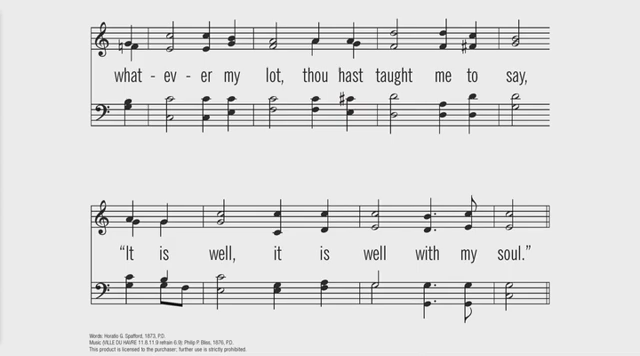 what - ev - er my lot, thou hast taught me to say,
“It is well, it is well with my soul.”
Words: Horatio G. Spafford, 1873, P.D.
Music (VILLE DU HAVRE 11.8.11.9 refrain 6.9): Philip P. Bliss, 1876, P.D.
This product is licensed to the purchaser; further use is strictly prohibited.